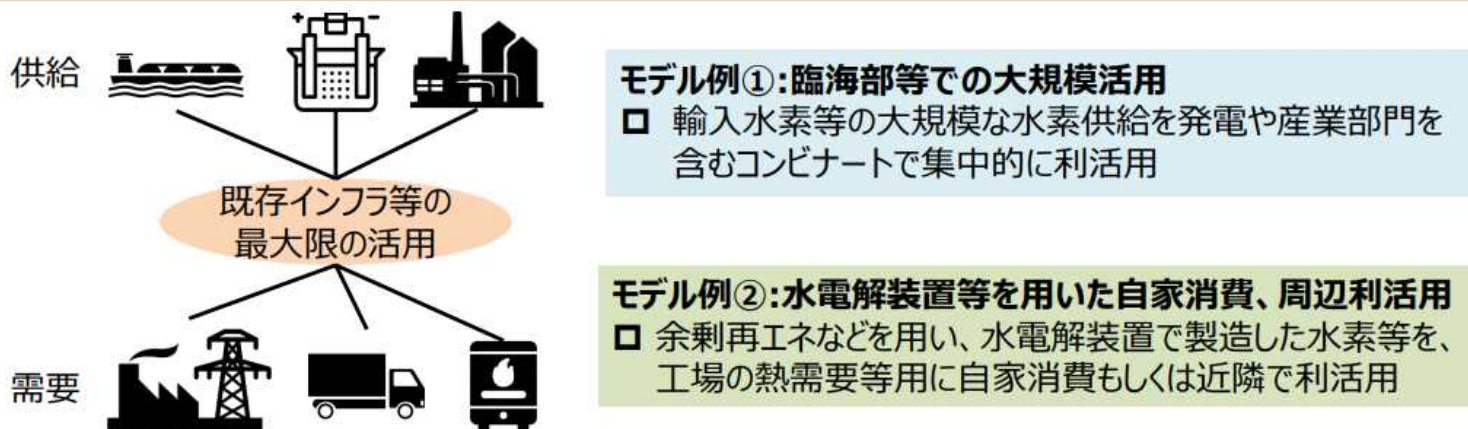 供給
+ -
既存インフラ等の
最大限の活用
需要
モデル例①:臨海部等での大規模活用
輸入水素等の大規模な水素供給を発電や産業部門を
含むコンビナートで集中的に利活用
モデル例②:水電解装置等を用いた自家消費、周辺利活用
余剰再エネなどを用い、水電解装置で製造した水素等を、
工場の熱需要等用に自家消費もしくは近隣で利活用